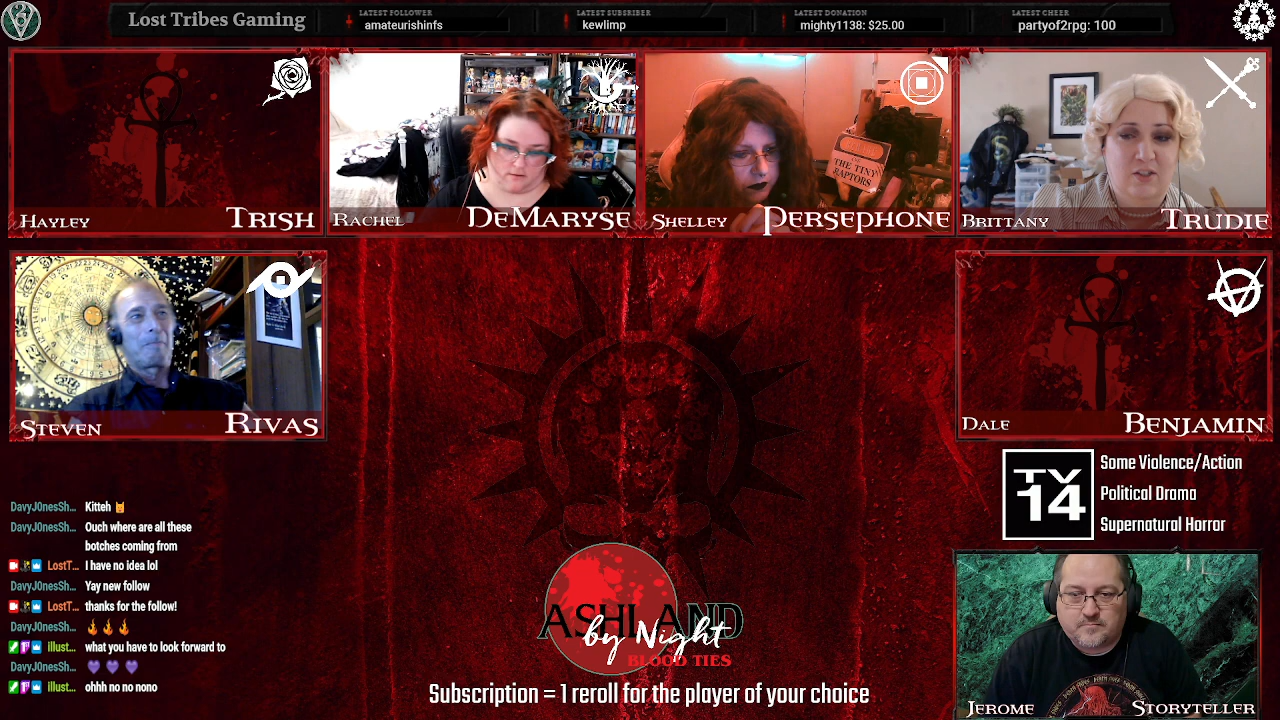 Lost Tribes Gaming
LATEST FOLLOWER
amateurishinfs
LATEST SUBSRIBER
kewlimp
LATEST DONATION
mighty1138: $25.00
LATEST CHEER
partyof2rpg: 100
HAYLEY
TRISH
RACHEL
DEMARYSE
THE TINY
RAPTORS
SHELLEY
PERSEPHONE
BRITTANY
TRUDIE
STEVEN
RIVAS
DALE
BENJAMIN
TV
14
Some Violence/Action
Political Drama
Supernatural Horror
DavyJ0nesSh... Kitteh
DavyJ0nesSh... Ouch where are all these
botches coming from
LostT... I have no idea lol
DavyJ0nesSh... Yay new follow
LostT... thanks for the follow!
DavyJ0nesSh...
illust... what you have to look forward to
DavyJ0nesSh...
illust... ohhh no no nono
ASHLAND
by Night
BLOOD TIES
Subscription = 1 reroll for the player of your choice
JEROME
STORYTELLER